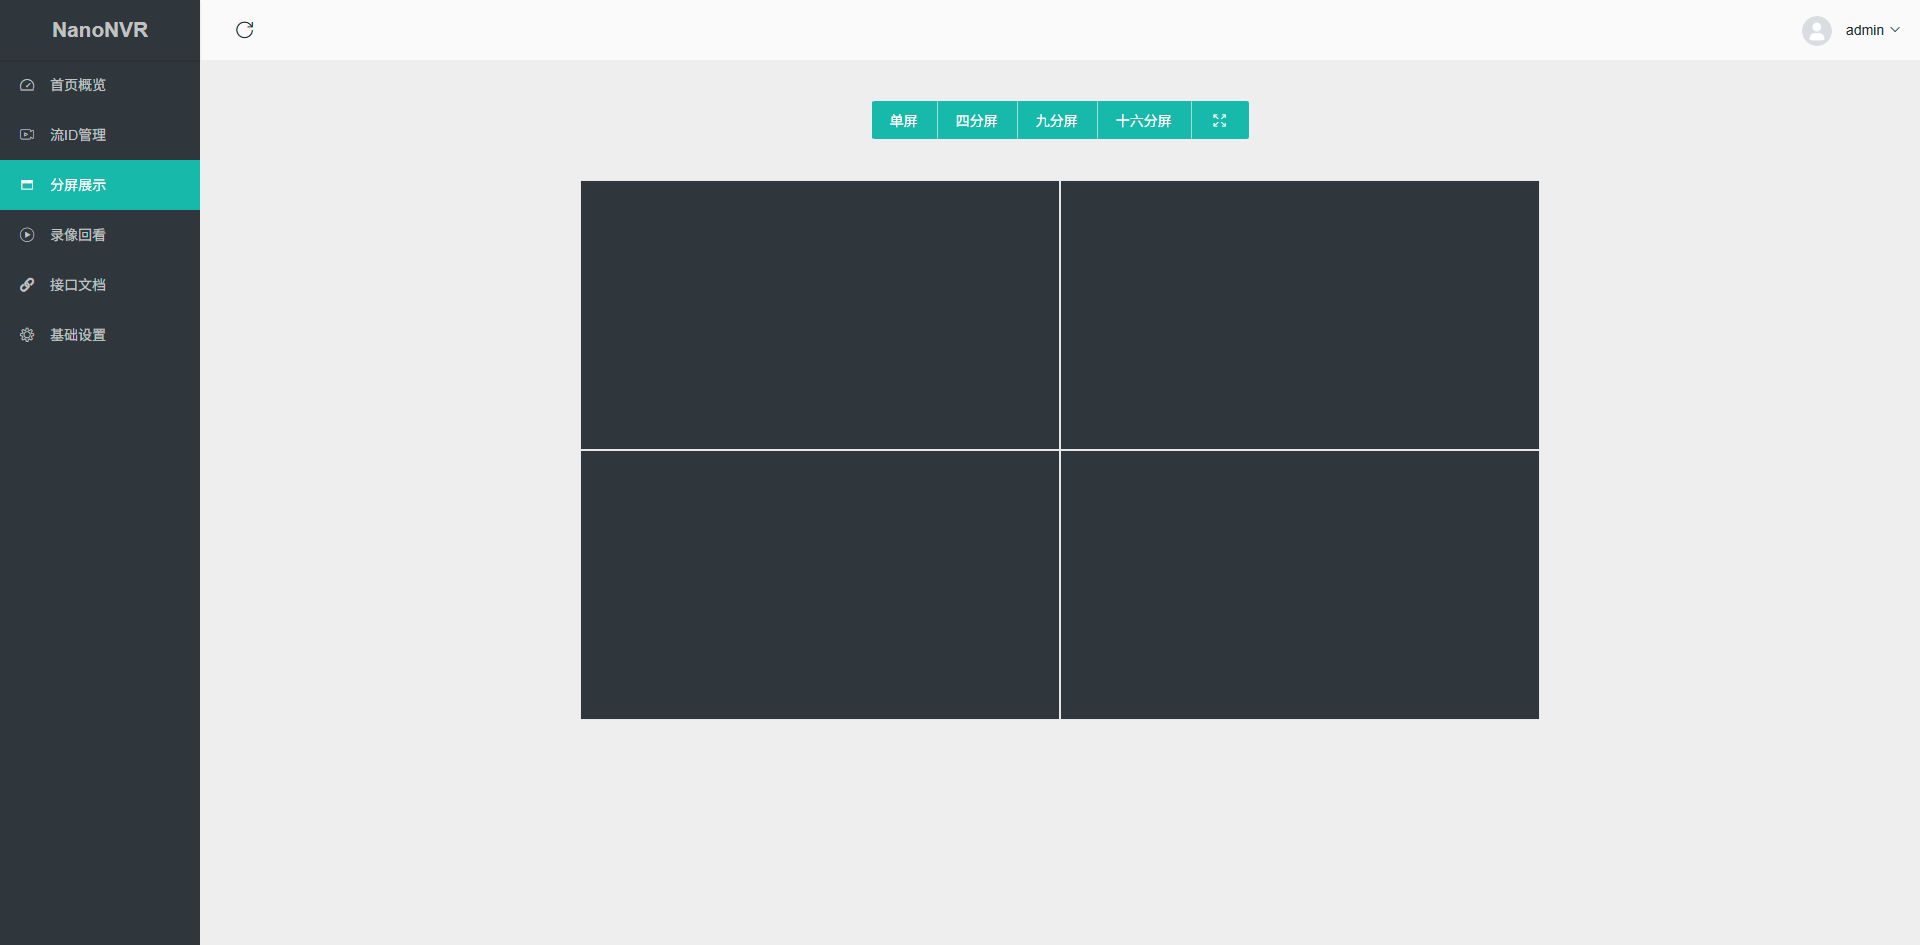 NanoNVR
admin
首页概览
流ID管理
分屏展示
录像回看
接口文档
基础设置
单屏
四分屏
九分屏
十六分屏